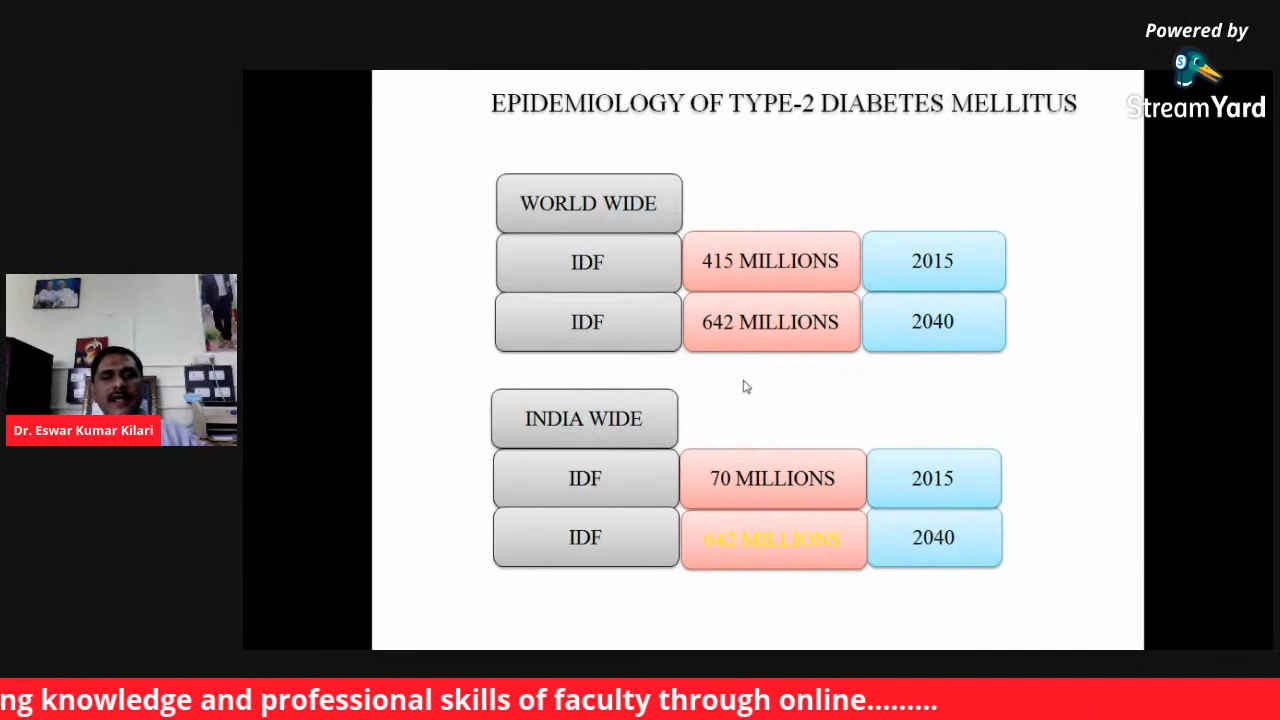 Powered by
StreamYard
EPIDEMIOLOGY OF TYPE-2 DIABETES MELLITUS
WORLD WIDE
IDF 415 MILLIONS 2015
IDF 642 MILLIONS 2040
INDIA WIDE
IDF 70 MILLIONS 2015
IDF 642 MILLIONS 2040
Dr. Eswar Kumar Kilari
ng knowledge and professional skills of faculty through online.........